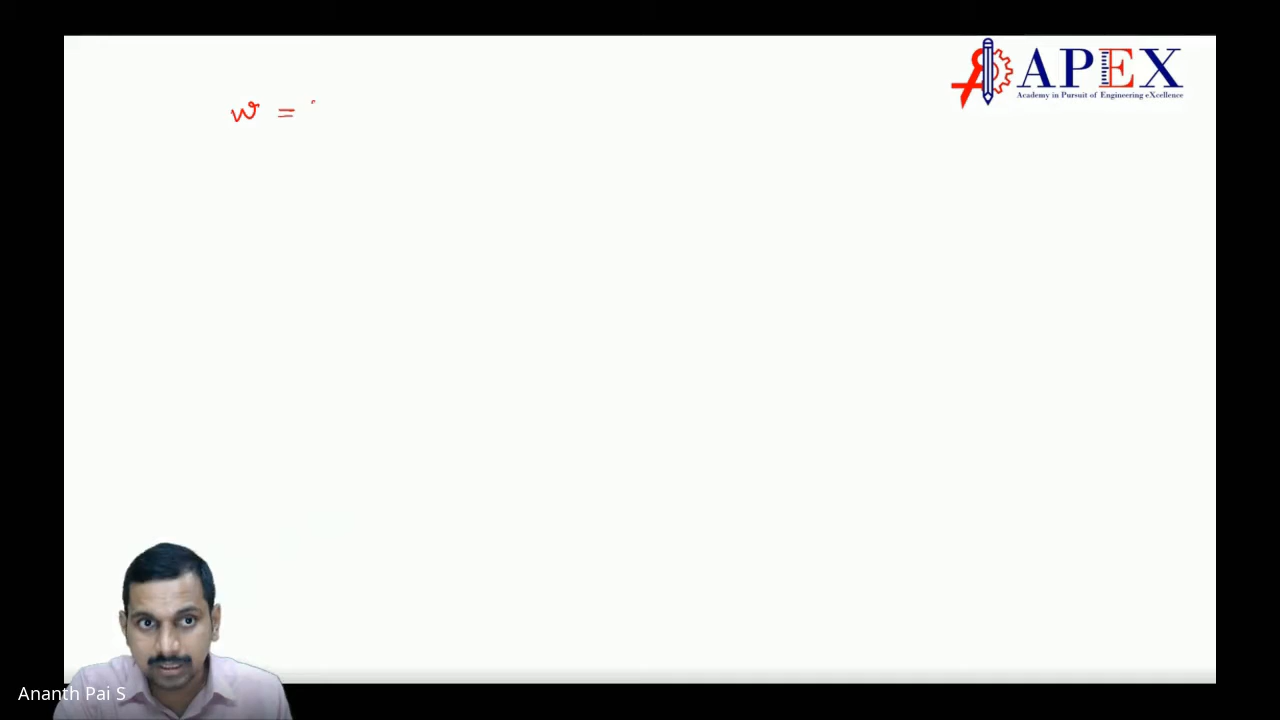 APEX
Academy in Pursuit of Engineering eXcellence
w =
Ananth Pai S